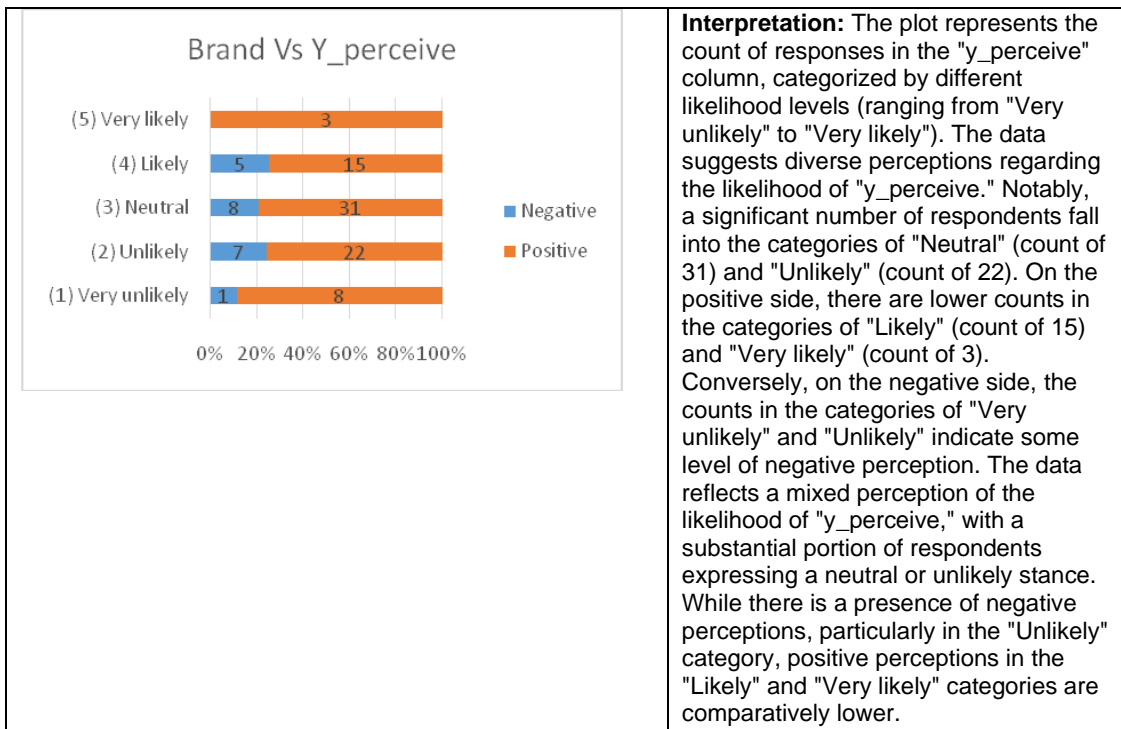 Brand Vs Y_perceive
(5) Very likely
3
(4) Likely
5
15
(3) Neutral
8
31
(2) Unlikely
7
22
(1) Very unlikely
1
8
0% 20% 40% 60% 80%100%
Negative
Positive
Interpretation: The plot represents the
count of responses in the "y_perceive"
column, categorized by different
likelihood levels (ranging from "Very
unlikely" to "Very likely"). The data
suggests diverse perceptions regarding
the likelihood of "y_perceive." Notably,
a significant number of respondents fall
into the categories of "Neutral" (count of
31) and "Unlikely" (count of 22). On the
positive side, there are lower counts in
the categories of "Likely" (count of 15)
and "Very likely" (count of 3).
Conversely, on the negative side, the
counts in the categories of "Very
unlikely" and "Unlikely" indicate some
level of negative perception. The data
reflects a mixed perception of the
likelihood of "y_perceive," with a
substantial portion of respondents
expressing a neutral or unlikely stance.
While there is a presence of negative
perceptions, particularly in the "Unlikely"
category, positive perceptions in the
"Likely" and "Very likely" categories are
comparatively lower.